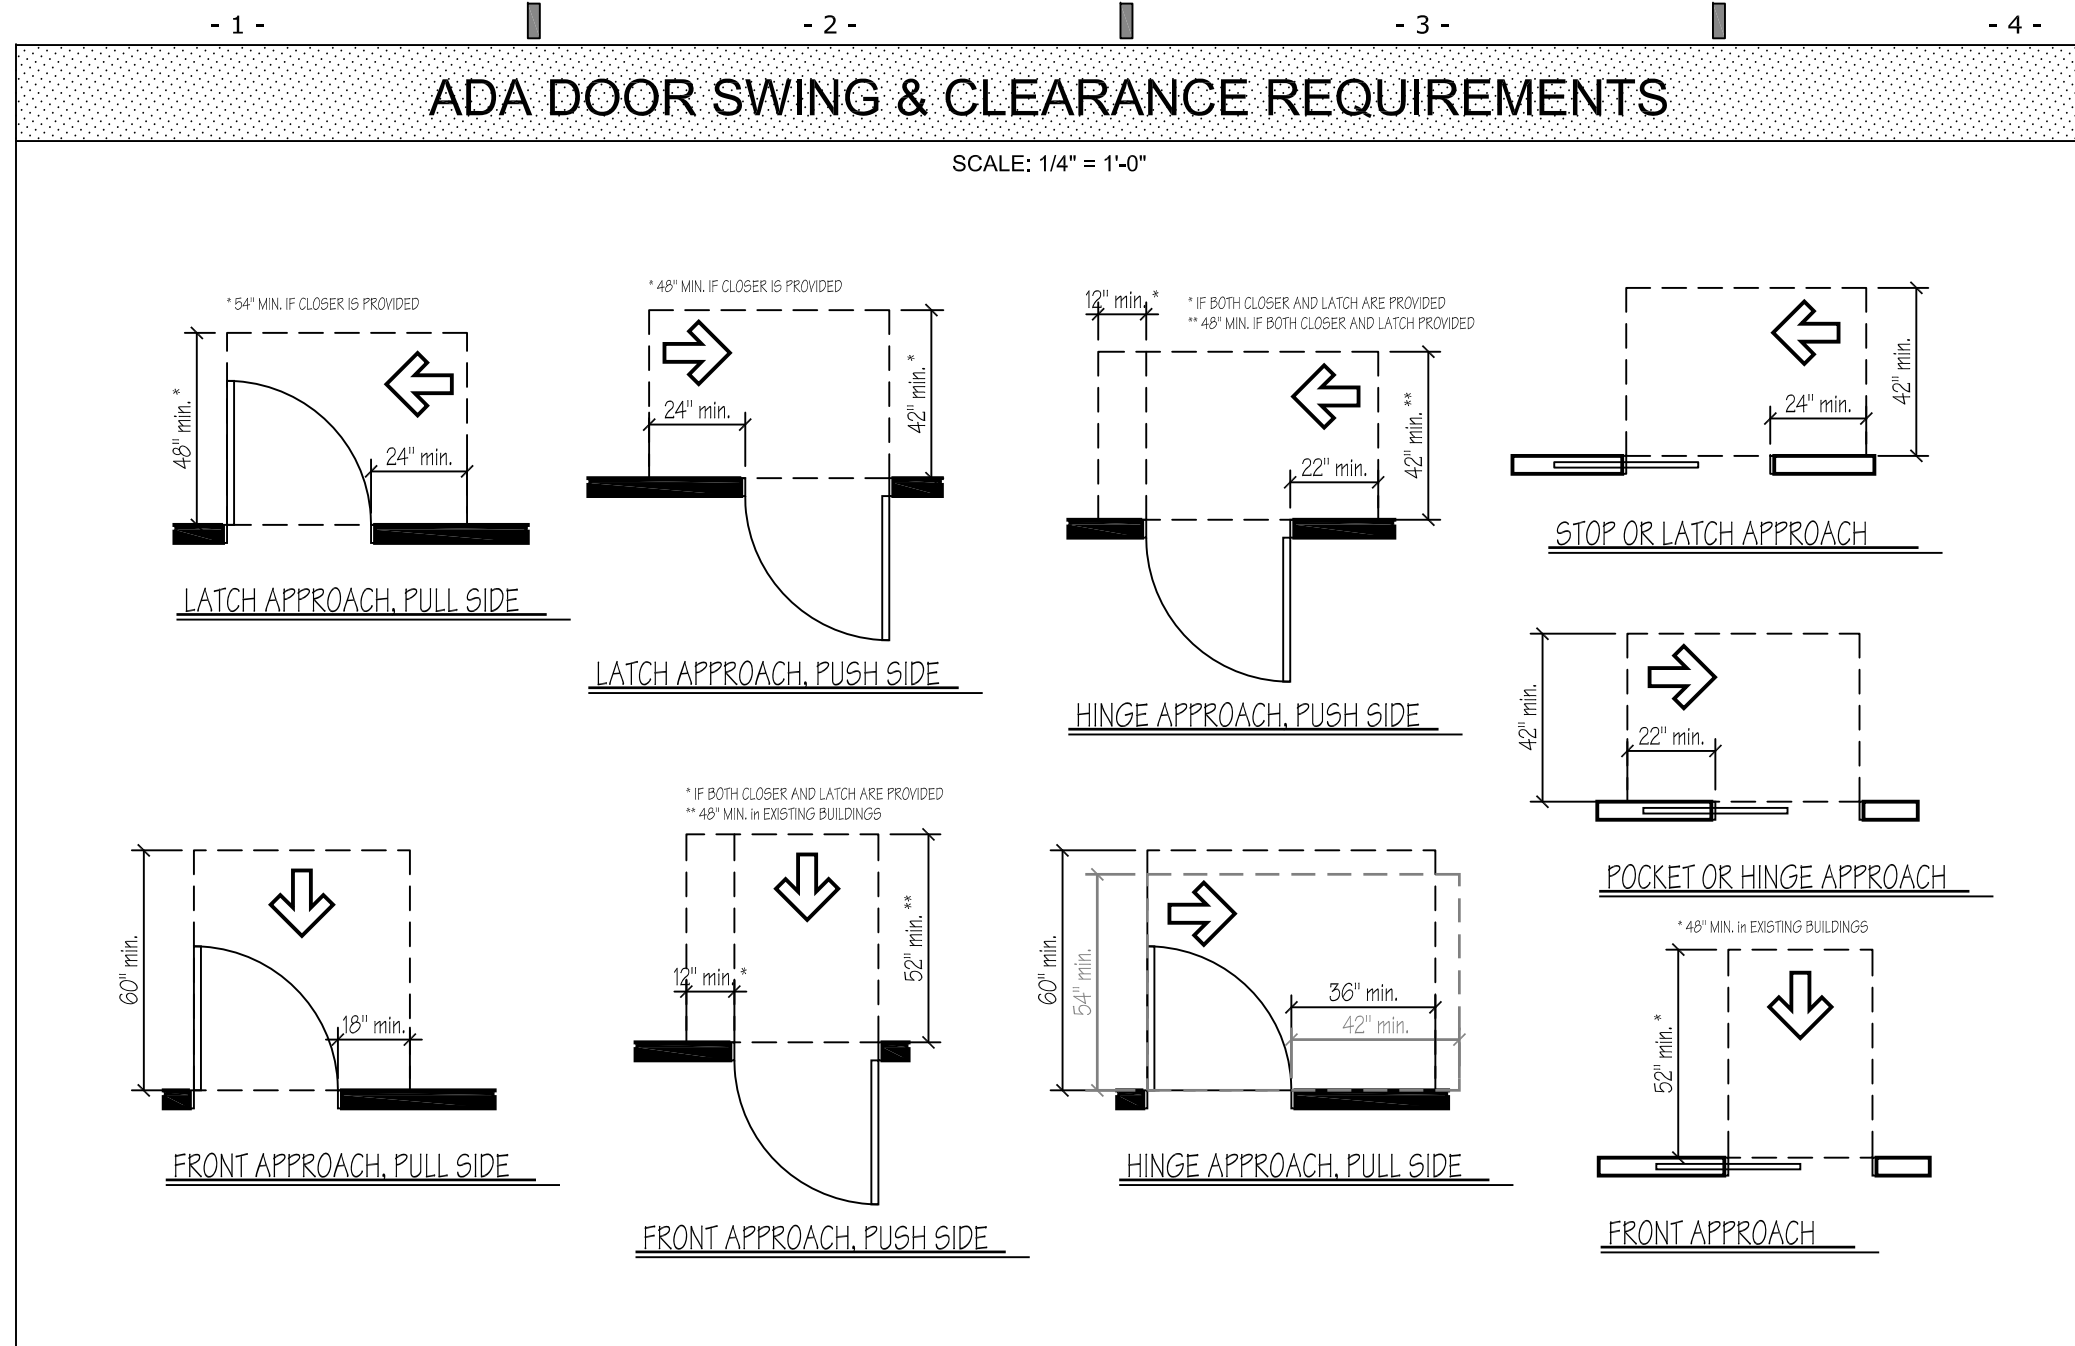 - 1 -
- 2 -
- 3 -
- 4 -
ADA DOOR SWING & CLEARANCE REQUIREMENTS
SCALE: 1/4" = 1'-0"
* 54" MIN. IF CLOSER IS PROVIDED
48" min. *
24" min.
LATCH APPROACH, PULL SIDE
* 48" MIN. IF CLOSER IS PROVIDED
24" min.
42" min. *
LATCH APPROACH, PUSH SIDE
12" min. *
* IF BOTH CLOSER AND LATCH ARE PROVIDED
** 48" MIN. IF BOTH CLOSER AND LATCH PROVIDED
22" min.
42" min. **
HINGE APPROACH, PUSH SIDE
24" min.
42" min.
STOP OR LATCH APPROACH
42" min.
22" min.
POCKET OR HINGE APPROACH
60" min.
18" min.
FRONT APPROACH, PULL SIDE
* IF BOTH CLOSER AND LATCH ARE PROVIDED
** 48" MIN. in EXISTING BUILDINGS
12" min. *
52" min. **
FRONT APPROACH, PUSH SIDE
60" min.
54" min.
36" min.
42" min.
HINGE APPROACH, PULL SIDE
* 48" MIN. in EXISTING BUILDINGS
52" min. *
FRONT APPROACH